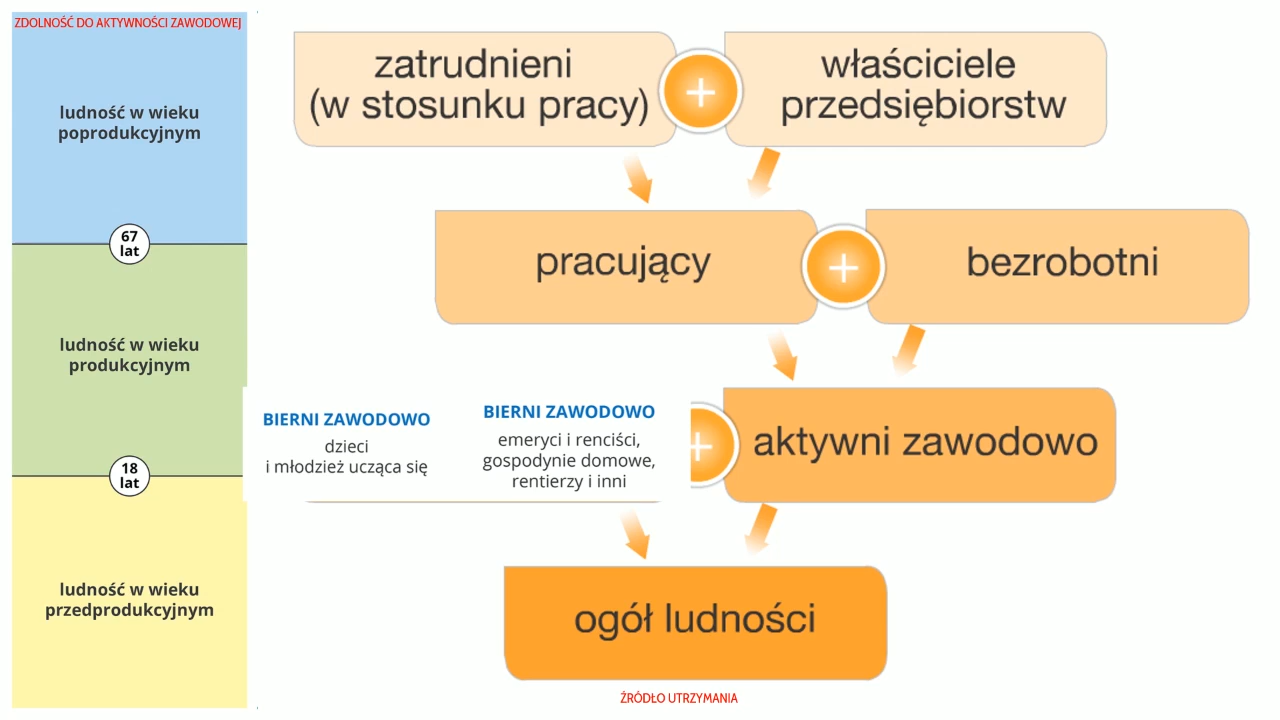 ZDOLNOŚĆ DO AKTYWNOŚCI ZAWODOWEJ
ludność w wieku
poprodukcyjnym
67
lat
ludność w wieku
produkcyjnym
18
lat
ludność w wieku
przedprodukcyjnym
zatrudnieni
(w stosunku pracy)
+
właściciele
przedsiębiorstw
pracujący
+
bezrobotni
BIERNI ZAWODOWO
dzieci
i młodzież ucząca się
BIERNI ZAWODOWO
emeryci i renciści,
gospodynie domowe,
rentierzy i inni
+
aktywni zawodowo
ogół ludności
ŹRÓDŁO UTRZYMANIA